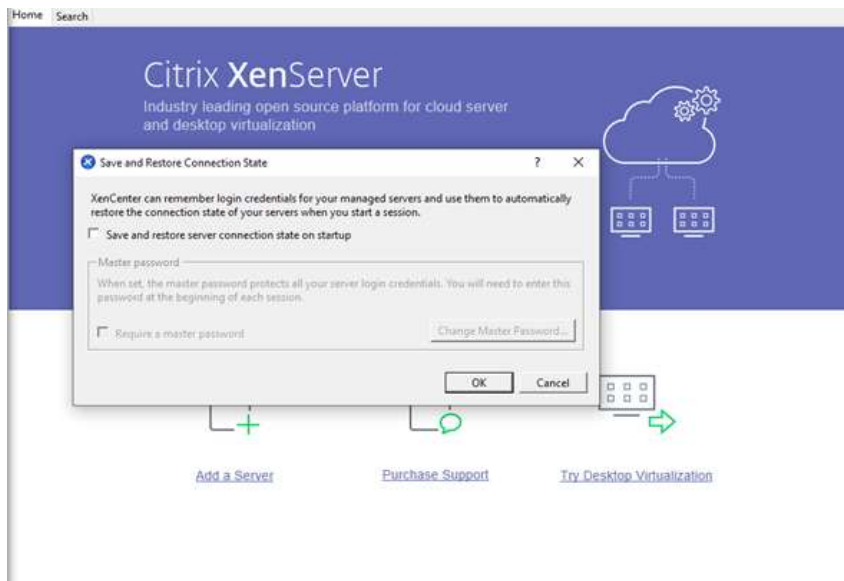 Home Search
Citrix XenServer
Industry leading open source platform for cloud server
and desktop virtualization
Save and Restore Connection State
XenCenter can remember login credentials for your managed servers and use them to automatically
restore the connection state of your servers when you start a session.
Save and restore server connection state on startup
Master password
When set, the master password protects all your server login credentials. You will need to enter this
password at the beginning of each session.
Require a master password
Change Master Password...
OK Cancel
Add a Server Purchase Support Try Desktop Virtualization